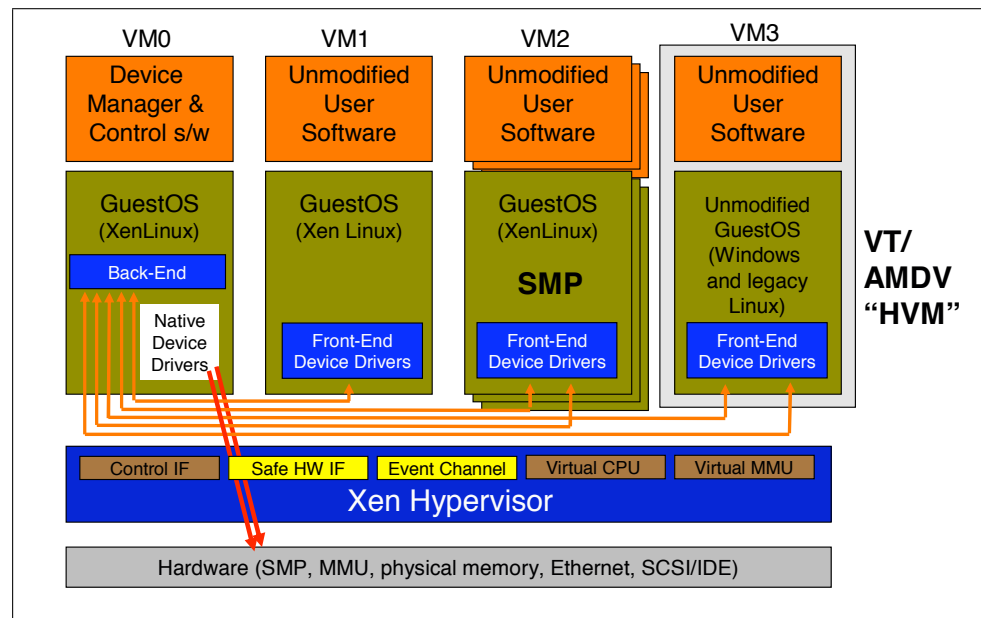 VM0
VM1
VM2
VM3
Device
Manager &
Control s/w
Unmodified
User
Software
Unmodified
User
Software
Unmodified
User
Software
GuestOS
(XenLinux)
Back-End
Native
Device
Drivers
GuestOS
(Xen Linux)
Front-End
Device Drivers
GuestOS
(XenLinux)
SMP
Front-End
Device Drivers
Unmodified
GuestOS
(Windows
and legacy
Linux)
Front-End
Device Drivers
VT/
AMDV
“HVM”
Control IF
Safe HW IF
Event Channel
Virtual CPU
Virtual MMU
Xen Hypervisor
Hardware (SMP, MMU, physical memory, Ethernet, SCSI/IDE)